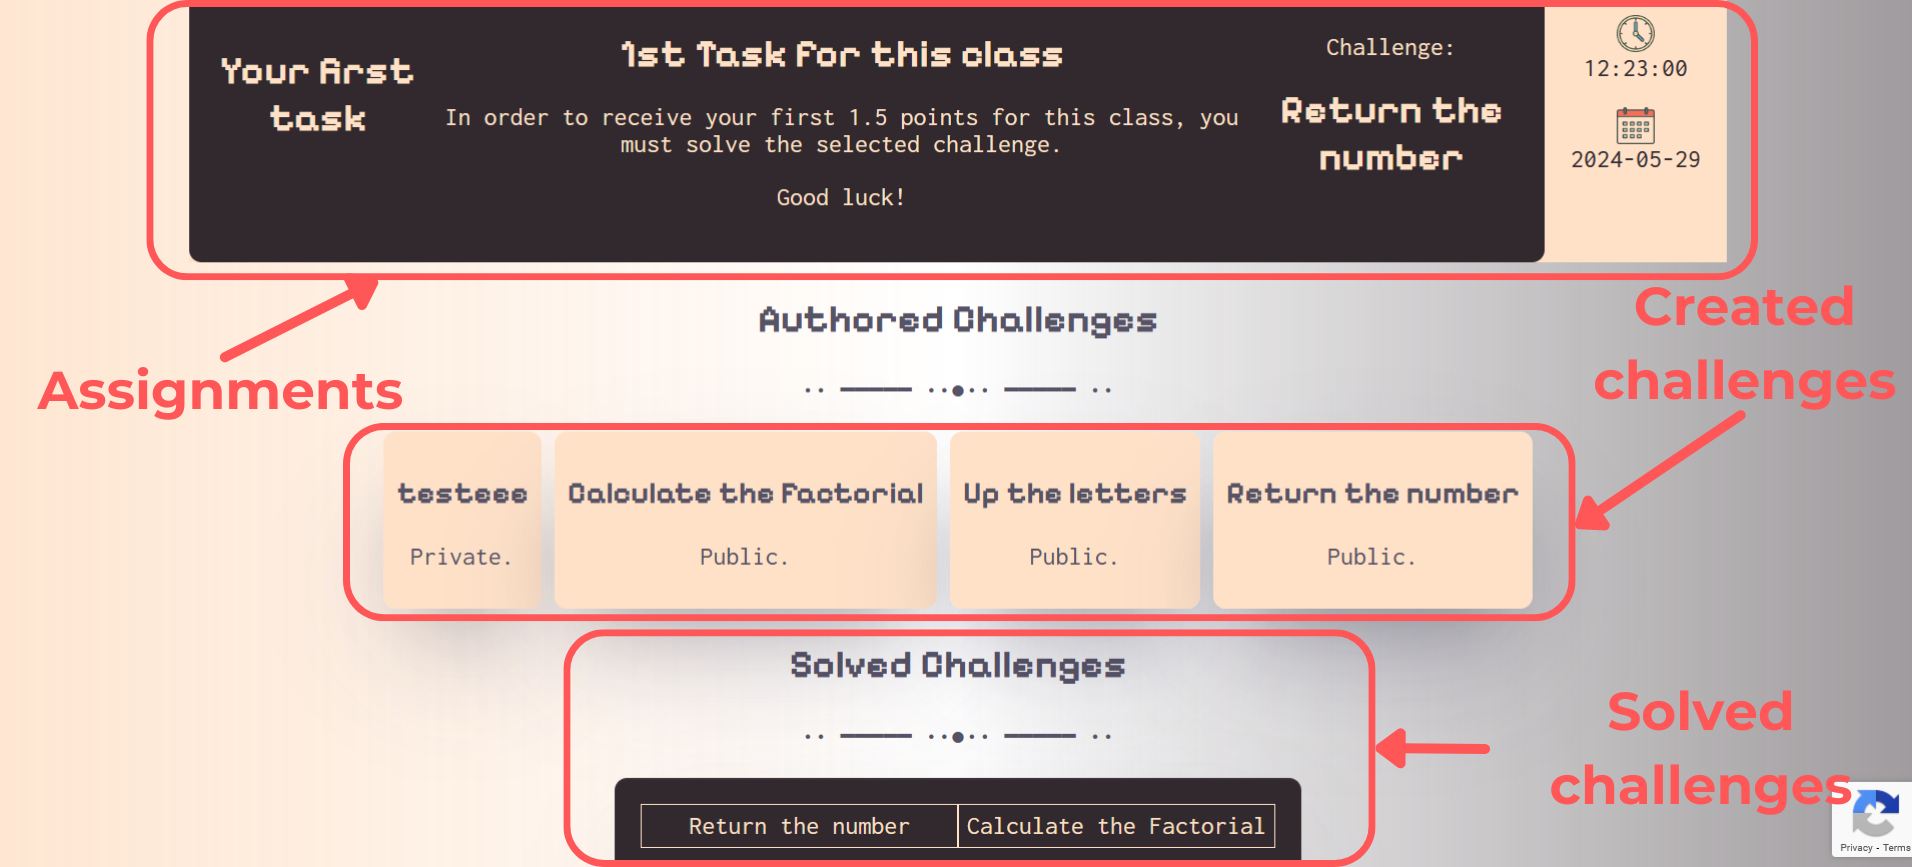 Your first
task
1st Task for this class
In order to receive your first 1.5 points for this class, you
must solve the selected challenge.
Good luck!
Challenge:
Return the
number
12:23:00
2024-05-29
Assignments
Authored Challenges
Created
challenges
testeee
Private.
Calculate the Factorial
Public.
Up the letters
Public.
Return the number
Public.
Solved Challenges
Solved
challenges
Return the number
Calculate the Factorial
Privacy - Terms